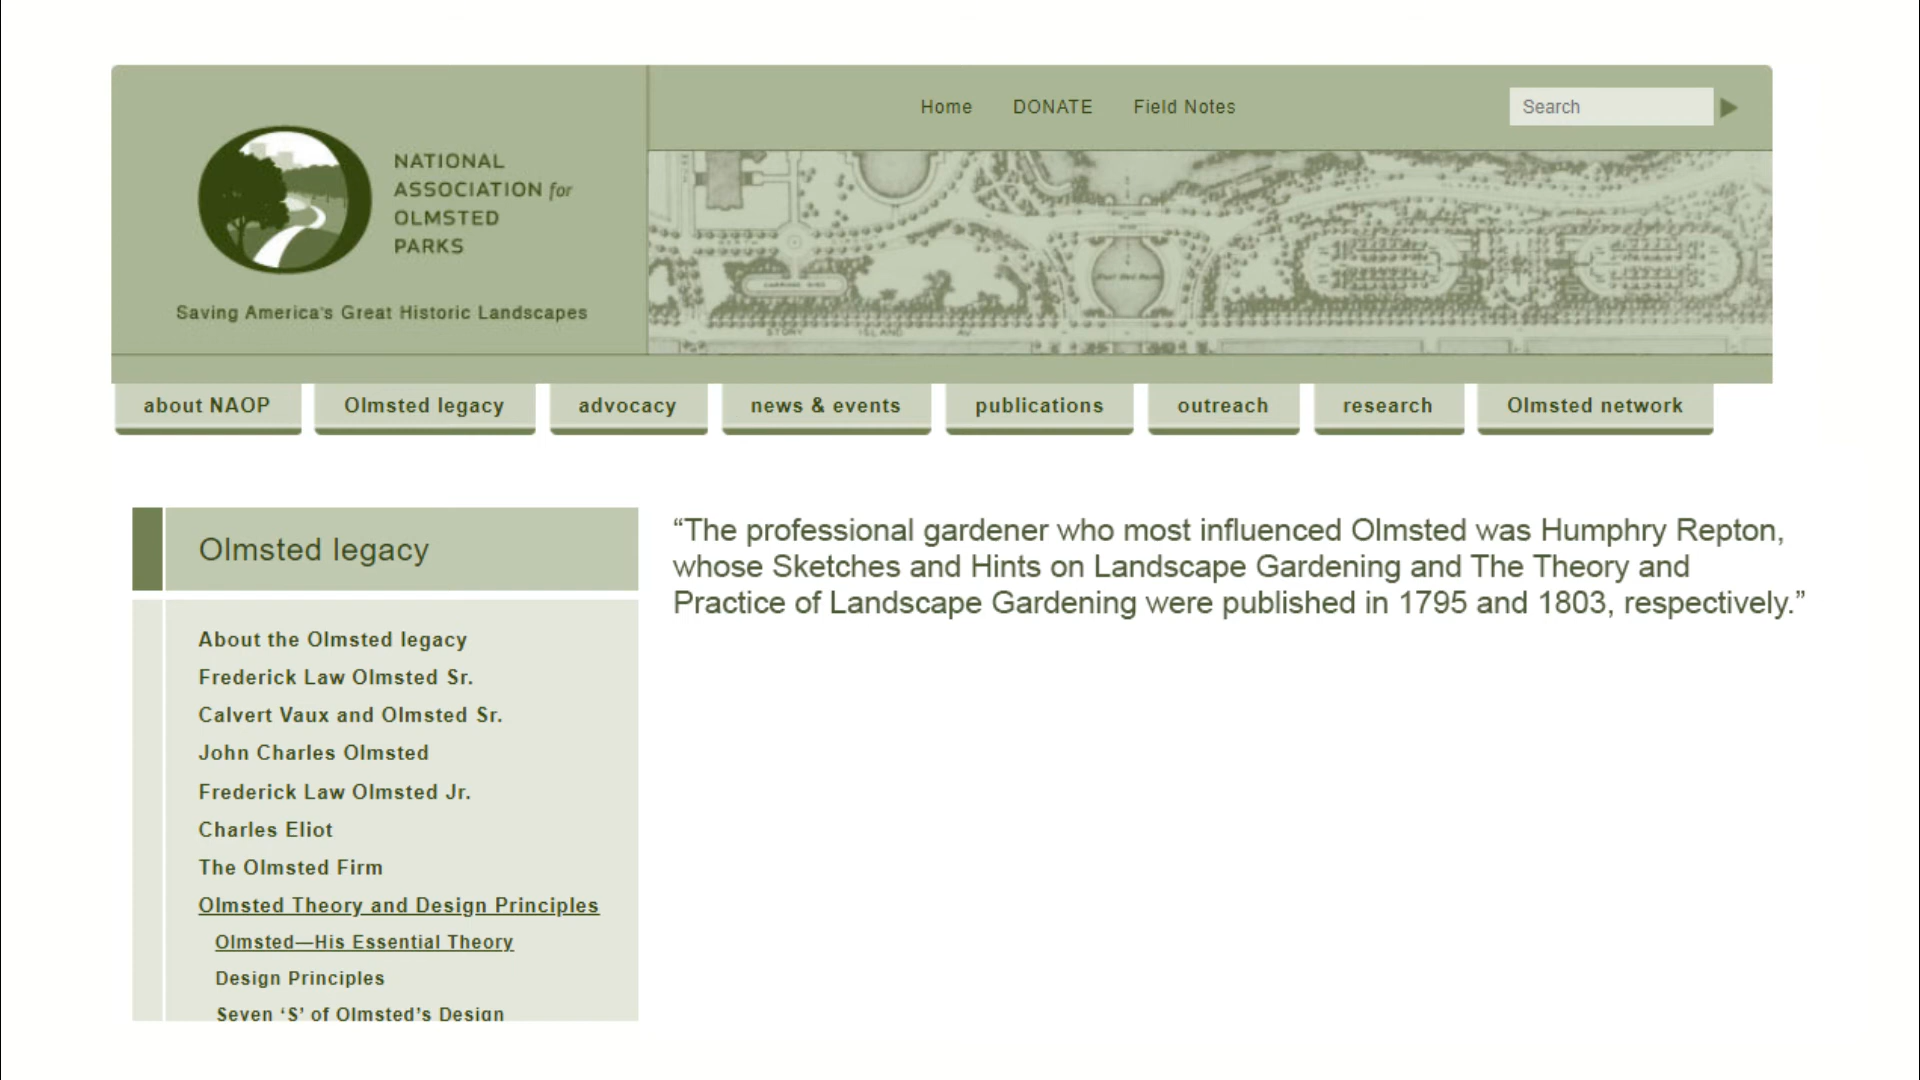 Home DONATE Field Notes Search
NATIONAL
ASSOCIATION for
OLMSTED
PARKS
Saving America's Great Historic Landscapes
CARRIAGE
STORY ISLAND AV.
about NAOP Olmsted legacy advocacy news & events publications outreach research Olmsted network
Olmsted legacy
About the Olmsted legacy
Frederick Law Olmsted Sr.
Calvert Vaux and Olmsted Sr.
John Charles Olmsted
Frederick Law Olmsted Jr.
Charles Eliot
The Olmsted Firm
Olmsted Theory and Design Principles
Olmsted—His Essential Theory
Design Principles
Seven ‘S’ of Olmsted’s Design
“The professional gardener who most influenced Olmsted was Humphry Repton,
whose Sketches and Hints on Landscape Gardening and The Theory and
Practice of Landscape Gardening were published in 1795 and 1803, respectively.”